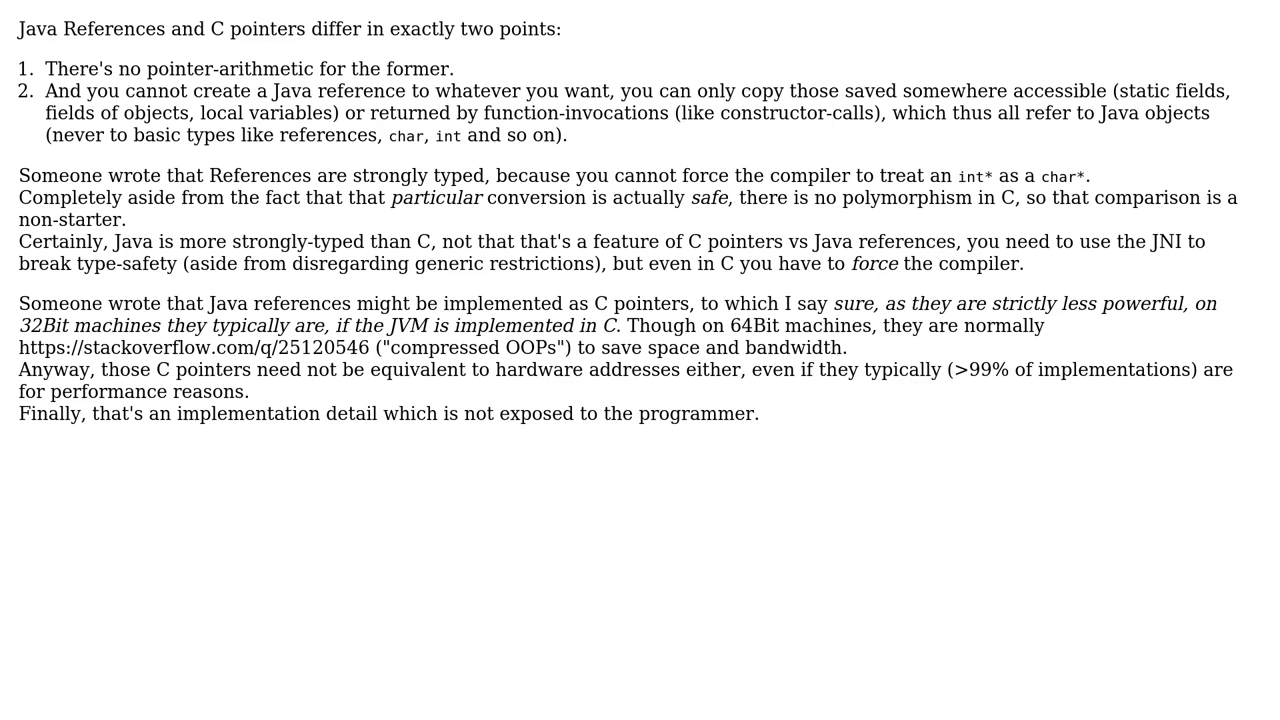 Java References and C pointers differ in exactly two points:
1. There's no pointer-arithmetic for the former.
2. And you cannot create a Java reference to whatever you want, you can only copy those saved somewhere accessible (static fields,
fields of objects, local variables) or returned by function-invocations (like constructor-calls), which thus all refer to Java objects
(never to basic types like references, char, int and so on).
Someone wrote that References are strongly typed, because you cannot force the compiler to treat an int* as a char*.
Completely aside from the fact that that particular conversion is actually safe, there is no polymorphism in C, so that comparison is a
non-starter.
Certainly, Java is more strongly-typed than C, not that that's a feature of C pointers vs Java references, you need to use the JNI to
break type-safety (aside from disregarding generic restrictions), but even in C you have to force the compiler.
Someone wrote that Java references might be implemented as C pointers, to which I say sure, as they are strictly less powerful, on
32Bit machines they typically are, if the JVM is implemented in C. Though on 64Bit machines, they are normally
https://stackoverflow.com/q/25120546 ("compressed OOPs") to save space and bandwidth.
Anyway, those C pointers need not be equivalent to hardware addresses either, even if they typically (>99% of implementations) are
for performance reasons.
Finally, that's an implementation detail which is not exposed to the programmer.